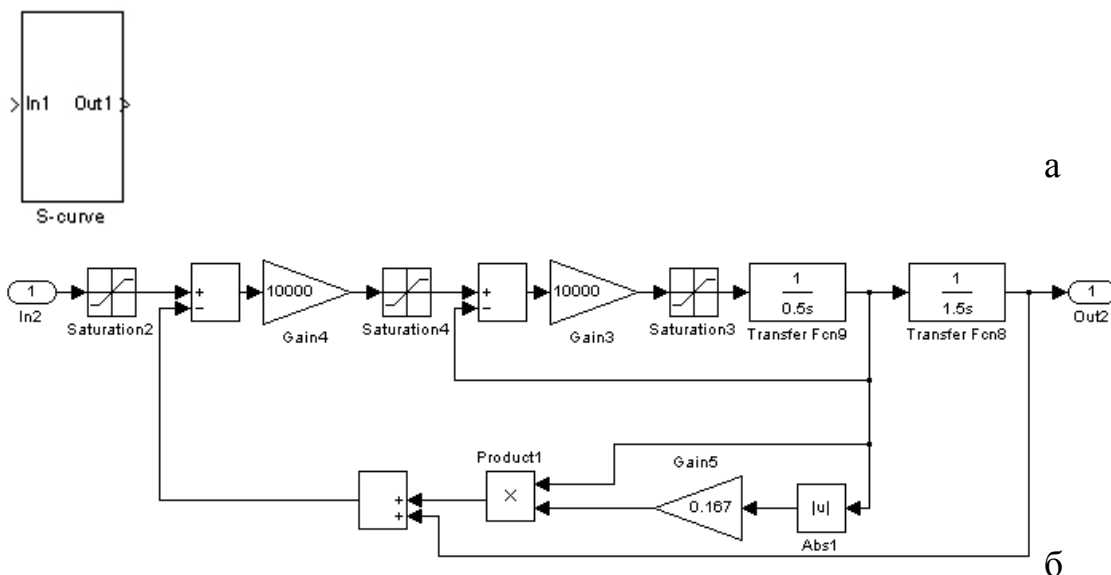 In1 Out1
S-curve
а
1
In2
Saturation2
+
−
10000
Gain4
Saturation4
+
−
10000
Gain3
Saturation3
1
0.5s
Transfer Fcn9
1
1.5s
Transfer Fcn8
1
Out2
Product1
×
Gain5
0.167
|u|
Abs1
+
+
б